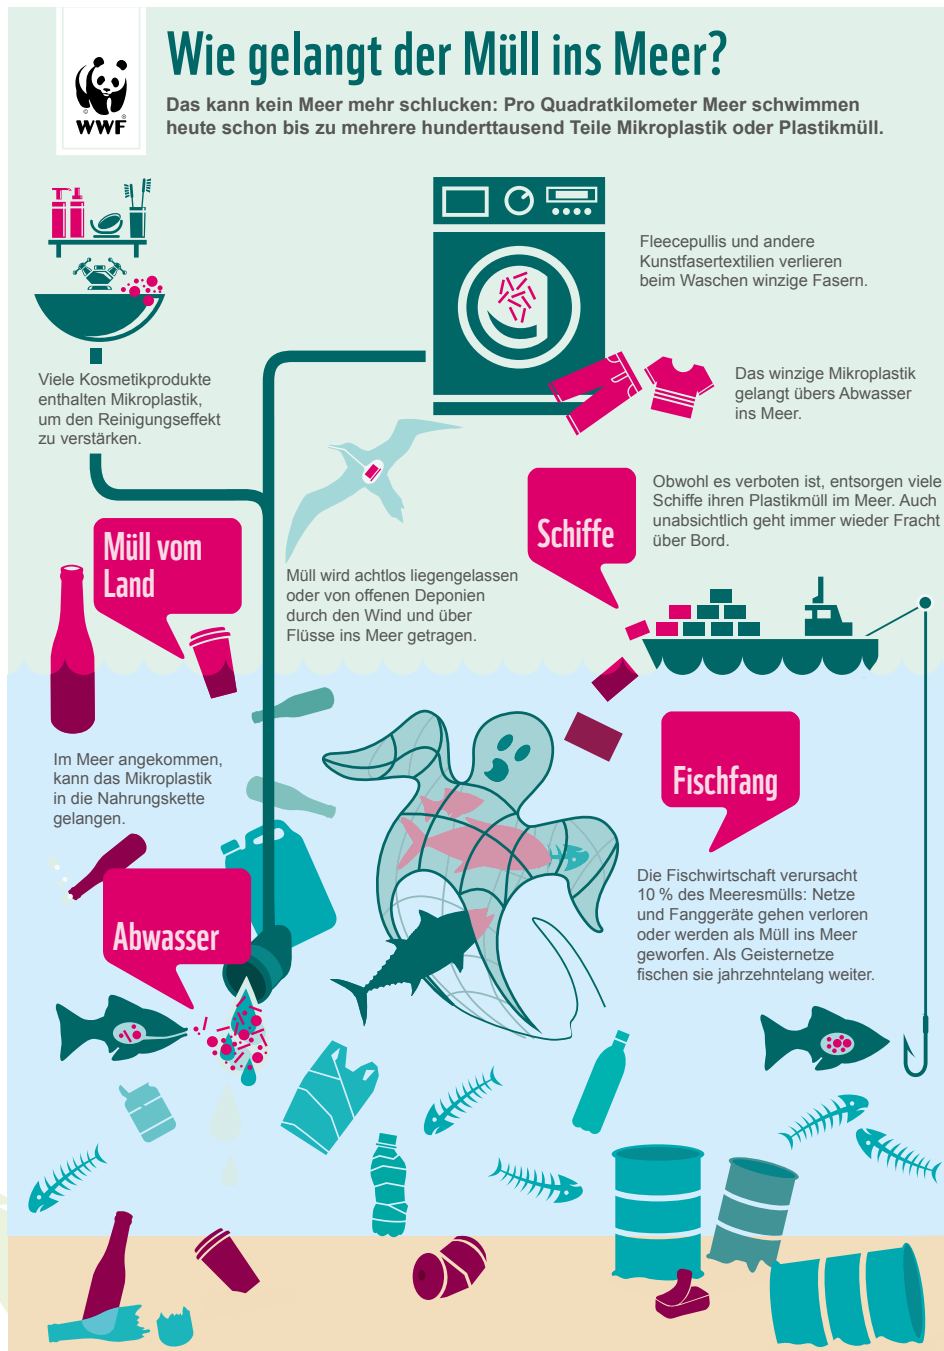 WWF
Wie gelangt der Müll ins Meer?
Das kann kein Meer mehr schlucken: Pro Quadratkilometer Meer schwimmen
heute schon bis zu mehrere hunderttausend Teile Mikroplastik oder Plastikmüll.
Fleecepullis und andere
Kunstfasertextilien verlieren
beim Waschen winzige Fasern.
Viele Kosmetikprodukte
enthalten Mikroplastik,
um den Reinigungseffekt
zu verstärken.
Das winzige Mikroplastik
gelangt übers Abwasser
ins Meer.
Schiffe
Obwohl es verboten ist, entsorgen viele
Schiffe ihren Plastikmüll im Meer. Auch
unabsichtlich geht immer wieder Fracht
über Bord.
Müll vom
Land
Müll wird achtlos liegengelassen
oder von offenen Deponien
durch den Wind und über
Flüsse ins Meer getragen.
Im Meer angekommen,
kann das Mikroplastik
in die Nahrungskette
gelangen.
Fischfang
Die Fischwirtschaft verursacht
10 % des Meeresmülls: Netze
und Fanggeräte gehen verloren
oder werden als Müll ins Meer
geworfen. Als Geisternetze
fischen sie jahrzehntelang weiter.
Abwasser